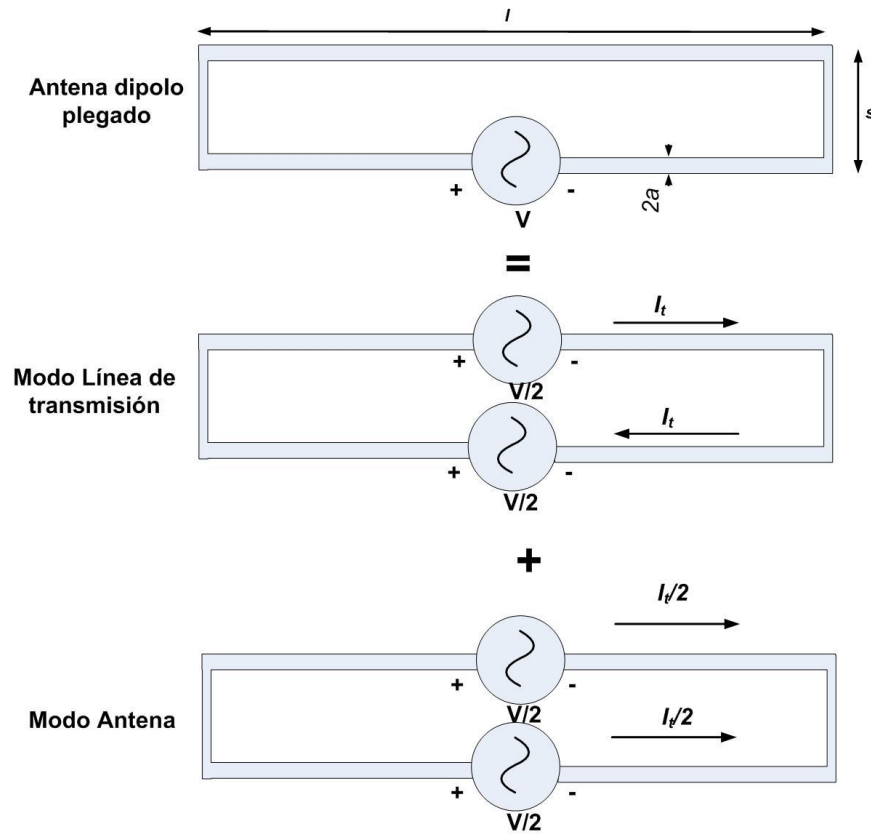 l
Antena dipolo
plegado
s
+
-
V
2a
=
I_t
+
-
V/2
Modo Línea de
transmisión
I_t
+
-
V/2
+
I_t/2
+
-
V/2
Modo Antena
I_t/2
+
-
V/2